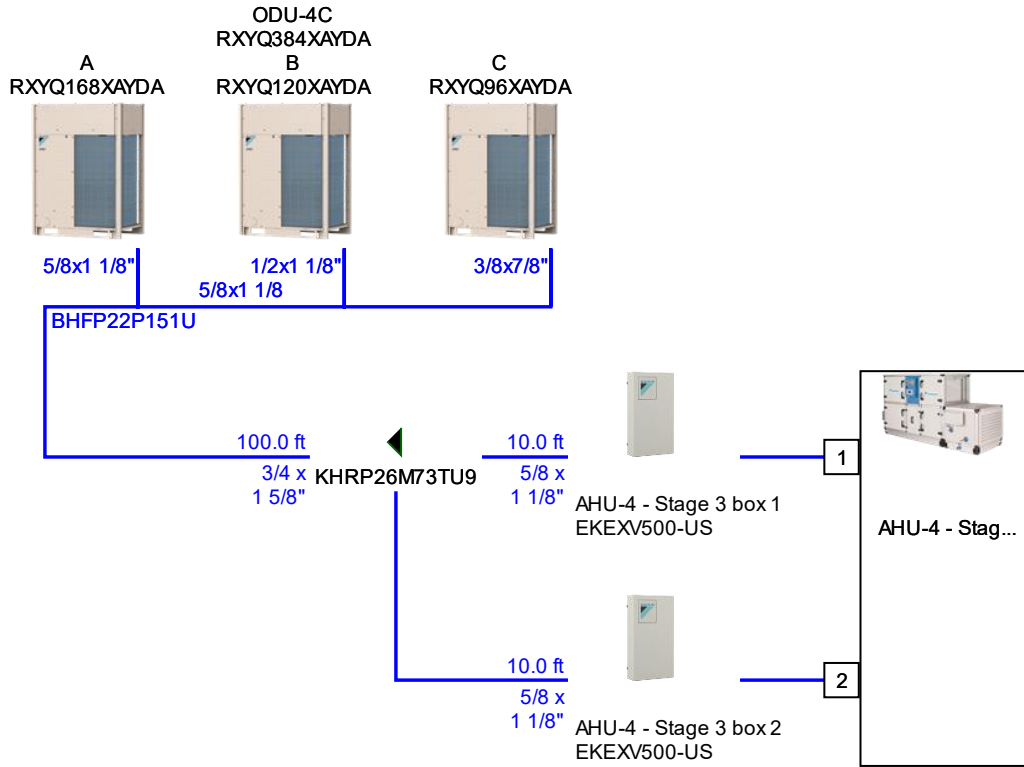 ODU-4C
RXYQ384XAYDA
A
RXYQ168XAYDA
B
RXYQ120XAYDA
C
RXYQ96XAYDA
5/8x1 1/8"
1/2x1 1/8"
3/8x7/8"
5/8x1 1/8
BHFP22P151U
100.0 ft
3/4 x
1 5/8"
KHRP26M73TU9
10.0 ft
5/8 x
1 1/8"
AHU-4 - Stage 3 box 1
EKEXV500-US
1
AHU-4 - Stag...
10.0 ft
5/8 x
1 1/8"
AHU-4 - Stage 3 box 2
EKEXV500-US
2